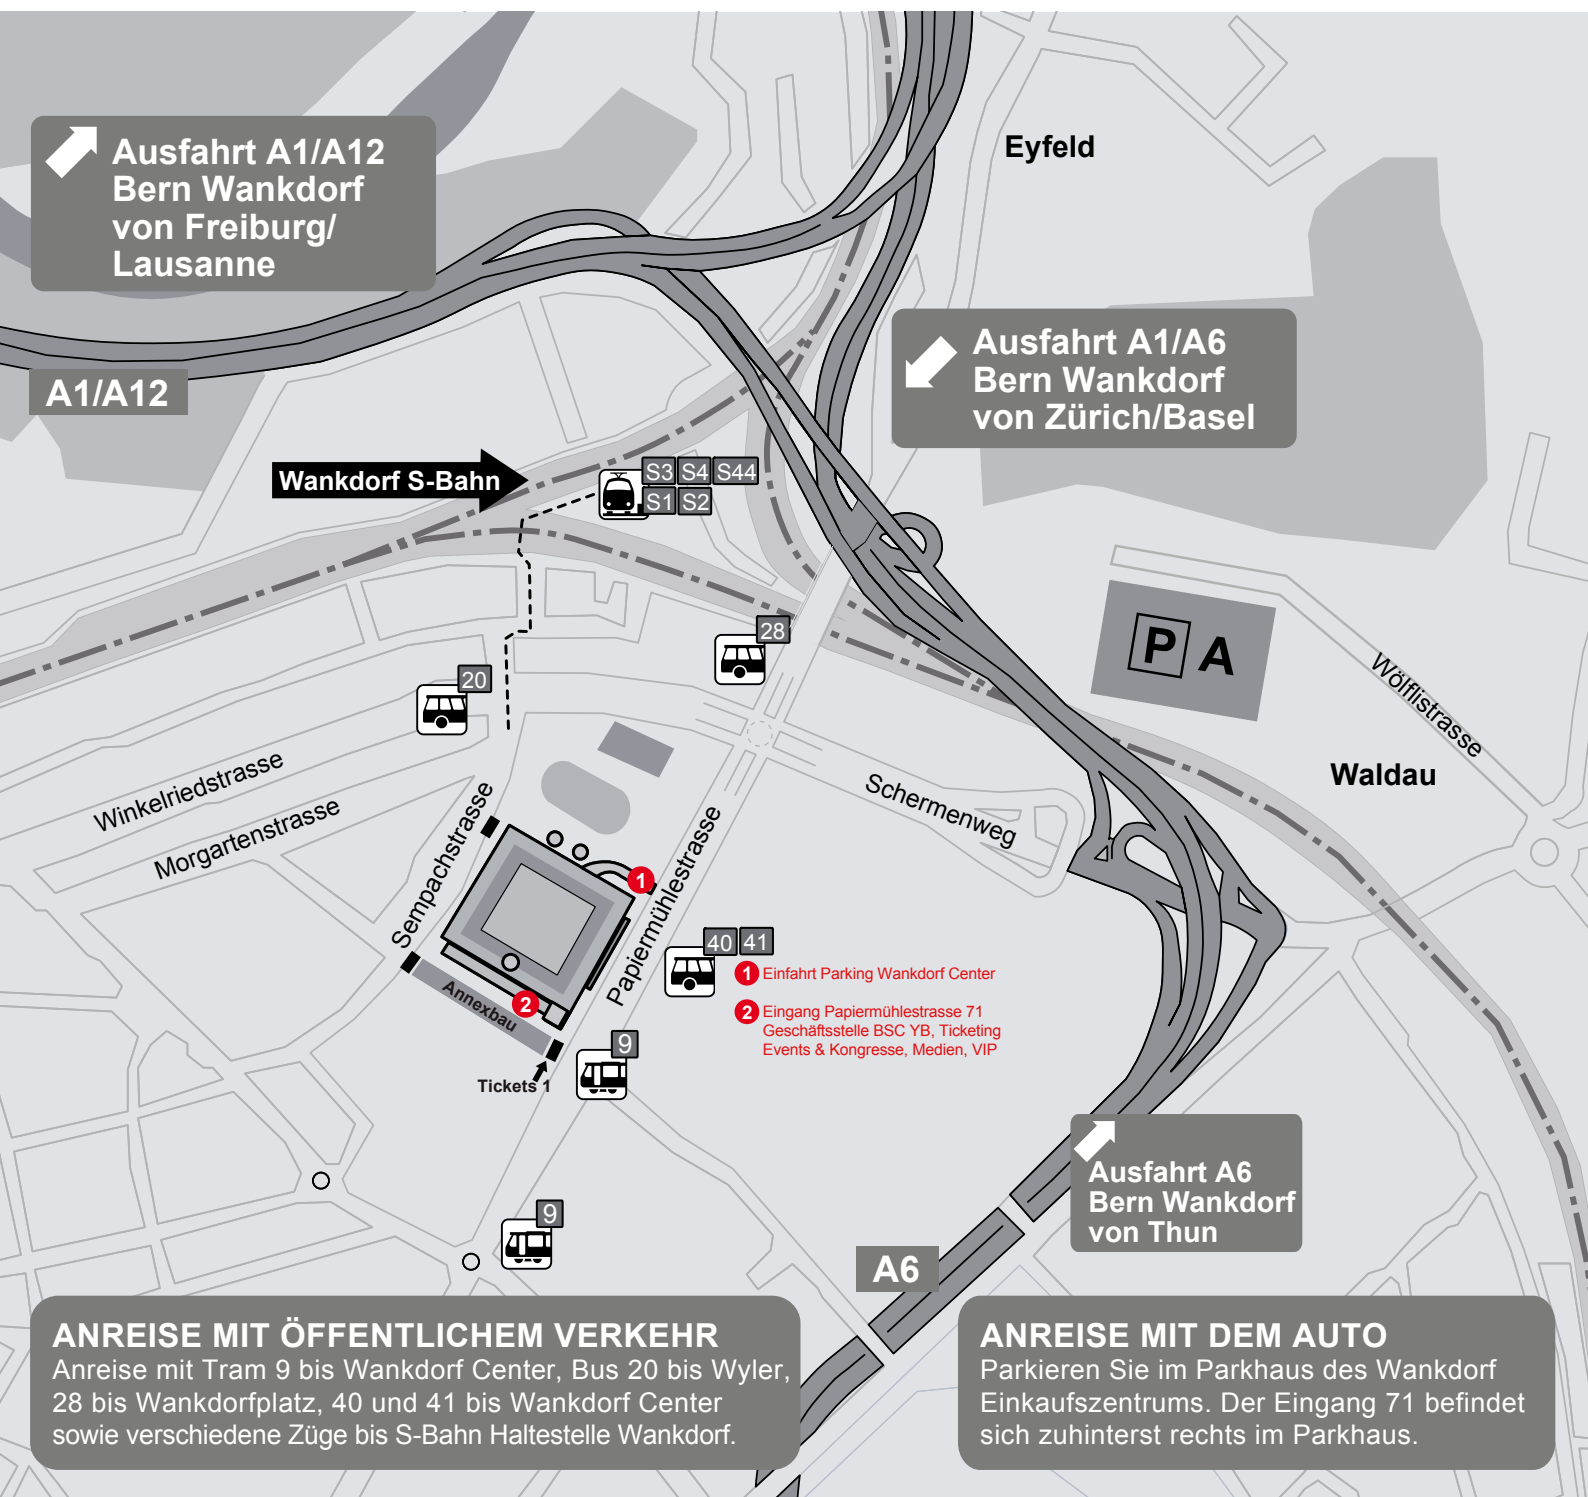 Ausfahrt A1/A12
Bern Wankdorf
von Freiburg/
Lausanne
Eyfeld
Ausfahrt A1/A6
Bern Wankdorf
von Zürich/Basel
A1/A12
Wankdorf S-Bahn
S3 S4 S44
S1 S2
28
20
P A
Wölflistrasse
Waldau
Winkelriedstrasse
Morgartenstrasse
Sempachstrasse
Papiermühlestrasse
Schermenweg
1
40 41
1 Einfahrt Parking Wankdorf Center
2
Annexbau
2 Eingang Papiermühlestrasse 71
Geschäftsstelle BSC YB, Ticketing
Events & Kongresse, Medien, VIP
9
Tickets 1
9
Ausfahrt A6
Bern Wankdorf
von Thun
A6
ANREISE MIT ÖFFENTLICHEM VERKEHR
Anreise mit Tram 9 bis Wankdorf Center, Bus 20 bis Wyler,
28 bis Wankdorfplatz, 40 und 41 bis Wankdorf Center
sowie verschiedene Züge bis S-Bahn Haltestelle Wankdorf.
ANREISE MIT DEM AUTO
Parkieren Sie im Parkhaus des Wankdorf
Einkaufszentrums. Der Eingang 71 befindet
sich zuhinterst rechts im Parkhaus.